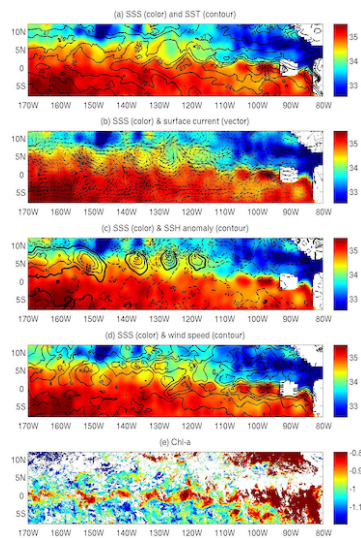 (a) SSS (color) and SST (contour)
10N
5N
0
5S
170W 160W 150W 140W 130W 120W 110W 100W 90W 80W
35
34
33
(b) SSS (color) & surface current (vector)
10N
5N
0
5S
170W 160W 150W 140W 130W 120W 110W 100W 90W 80W
35
34
33
(c) SSS (color) & SSH anomaly (contour)
10N
5N
0
5S
170W 160W 150W 140W 130W 120W 110W 100W 90W 80W
35
34
33
(d) SSS (color) & wind speed (contour)
10N
5N
0
5S
170W 160W 150W 140W 130W 120W 110W 100W 90W 80W
35
34
33
(e) Chl-a
10N
5N
0
5S
170W 160W 150W 140W 130W 120W 110W 100W 90W 80W
-0.8
-0.9
-1
-1.1